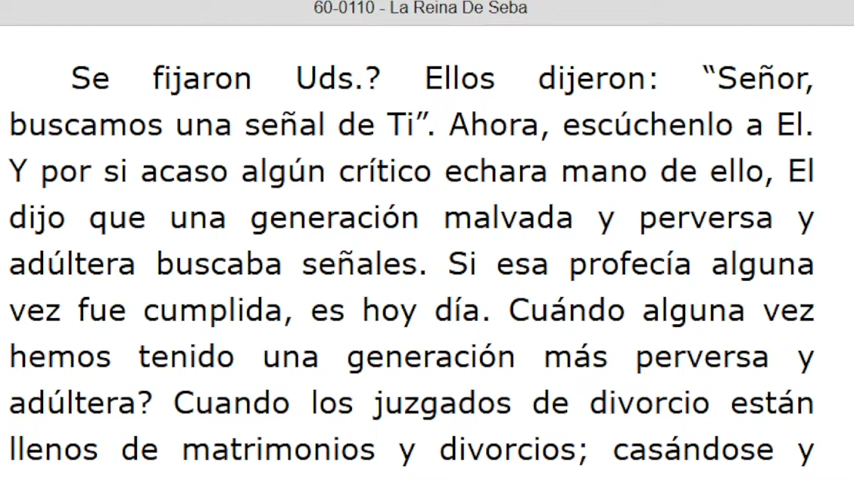 60-0110 - La Reina De Seba
Se fijaron Uds.? Ellos dijeron: “Señor,
buscamos una señal de Ti”. Ahora, escúchenlo a El.
Y por si acaso algún crítico echara mano de ello, El
dijo que una generación malvada y perversa y
adúltera buscaba señales. Si esa profecía alguna
vez fue cumplida, es hoy día. Cuándo alguna vez
hemos tenido una generación más perversa y
adúltera? Cuando los juzgados de divorcio están
llenos de matrimonios y divorcios; casándose y